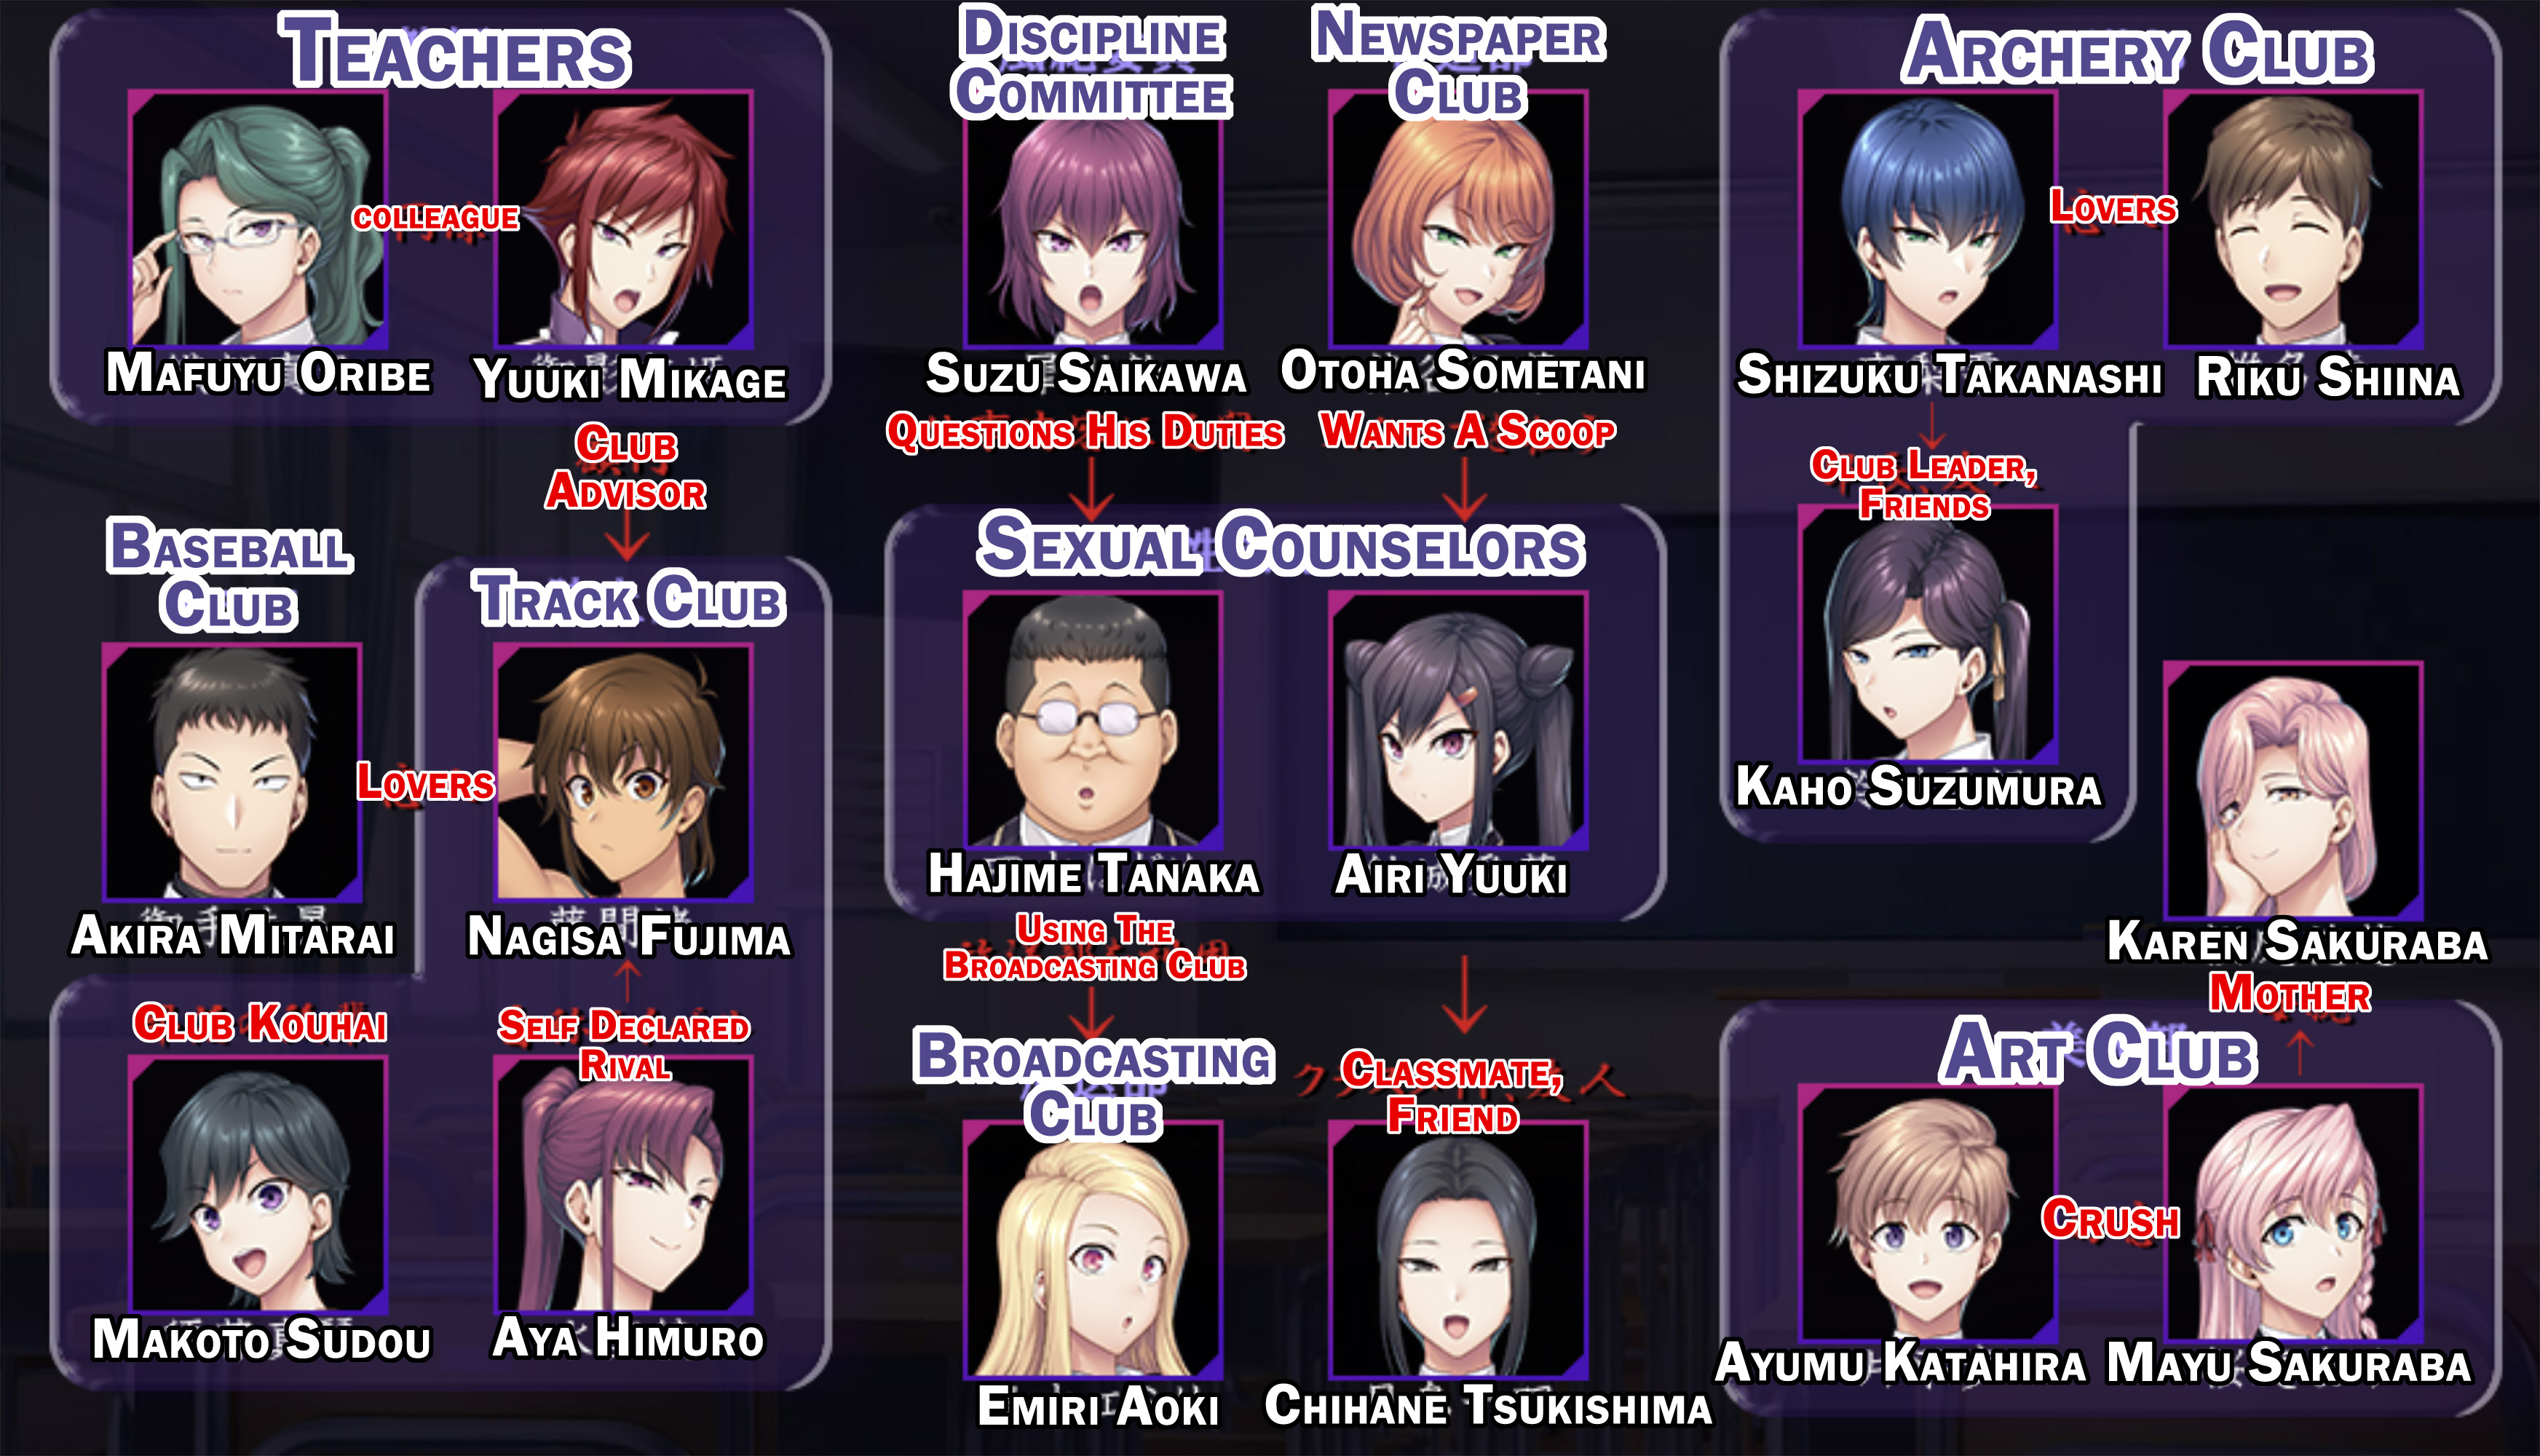 Teachers
Mafuyu Oribe
colleague
Yuuki Mikage
Club
Advisor
Discipline
Committee
Suzu Saikawa
Questions His Duties
Newspaper
Club
Otoha Sometani
Wants A Scoop
Archery Club
Shizuku Takanashi
Lovers
Riku Shiina
Club Leader,
Friends
Kaho Suzumura
Baseball
Club
Akira Mitarai
Lovers
Track Club
Nagisa Fujima
Club Kouhai
Makoto Sudou
Self Declared
Rival
Aya Himuro
Sexual Counselors
Hajime Tanaka
Airi Yuuki
Using The
Broadcasting Club
Broadcasting
Club
Emiri Aoki
Classmate,
Friend
Chihane Tsukishima
Karen Sakuraba
Mother
Art Club
Ayumu Katahira
Crush
Mayu Sakuraba